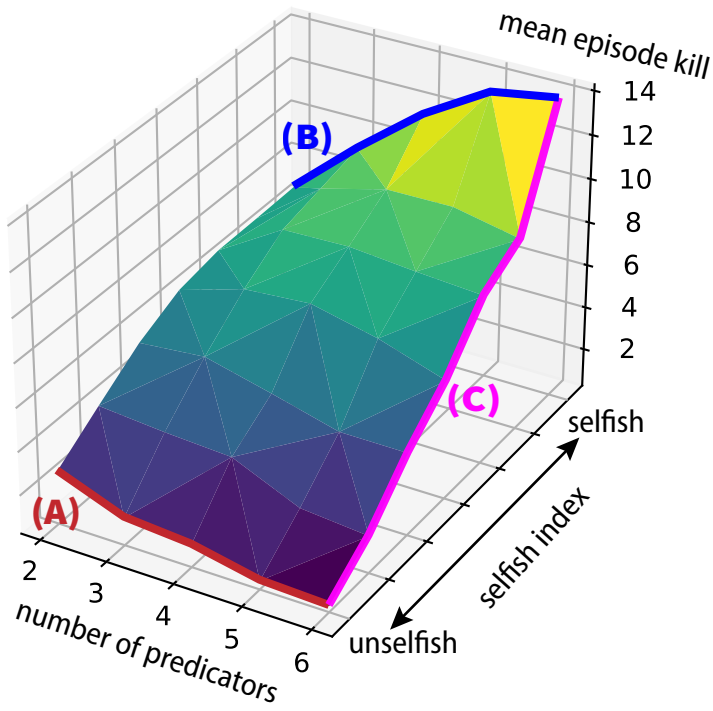 mean episode kill
14
12
10
8
6
4
2
(B)
(C)
(A)
selfish
selfish index
unselfish
2
3
4
5
6
number of predicators